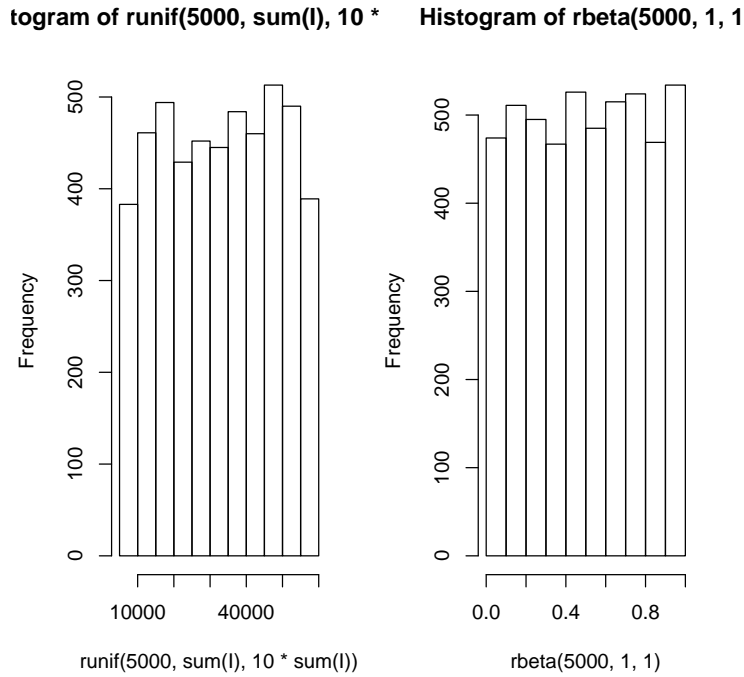 togram of runif(5000, sum(I), 10 *
Frequency
500
400
300
200
100
0
10000
40000
runif(5000, sum(I), 10 * sum(I))
Histogram of rbeta(5000, 1, 1
Frequency
500
400
300
200
100
0
0.0
0.4
0.8
rbeta(5000, 1, 1)